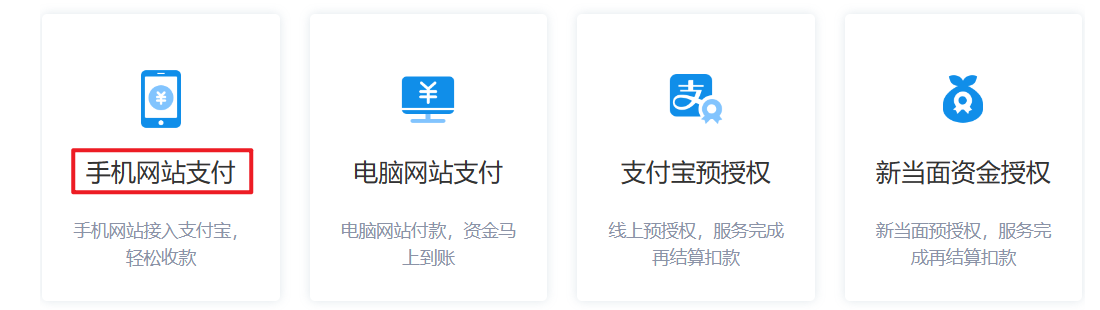 手机网站支付
手机网站接入支付宝，
轻松收款
电脑网站支付
电脑网站付款，资金马
上到账
支付宝预授权
线上预授权，服务完成
再结算扣款
新当面资金授权
新当面预授权，服务完
成再结算扣款